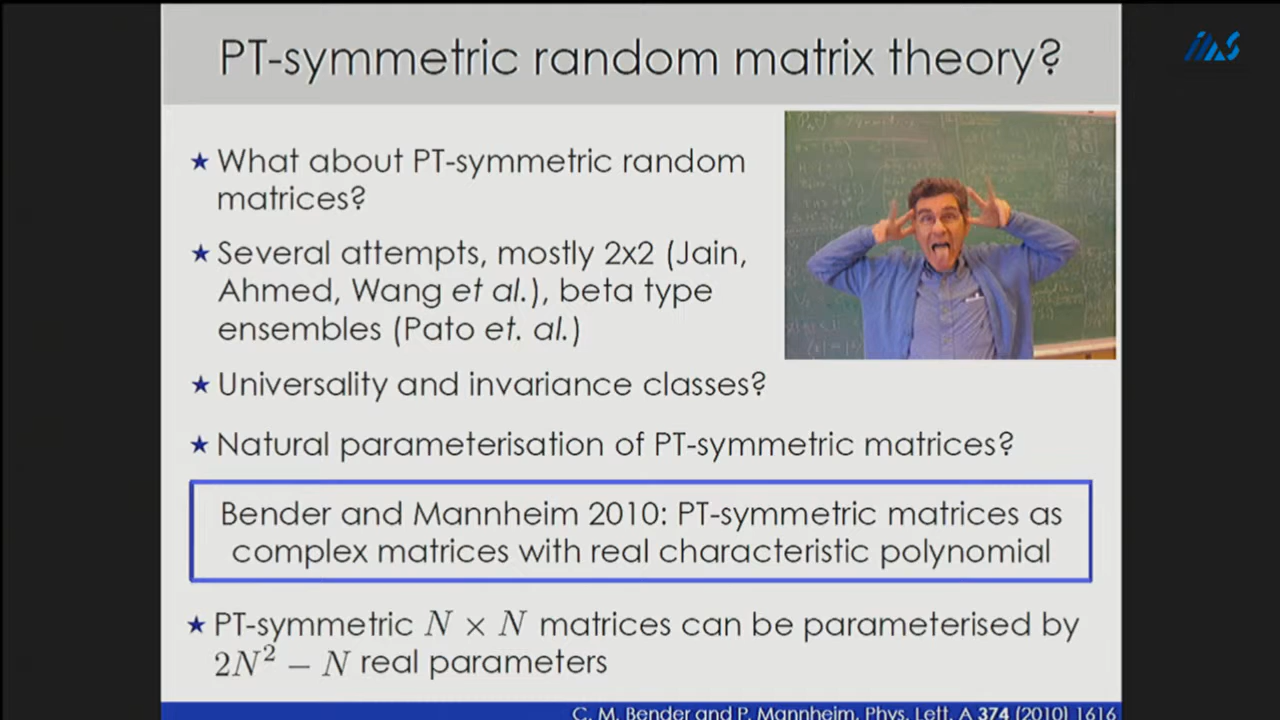 PT-symmetric random matrix theory?
IIAS
★ What about PT-symmetric random
matrices?
★ Several attempts, mostly 2x2 (Jain,
Ahmed, Wang et al.), beta type
ensembles (Pato et. al.)
★ Universality and invariance classes?
★ Natural parameterisation of PT-symmetric matrices?
Bender and Mannheim 2010: PT-symmetric matrices as
complex matrices with real characteristic polynomial
★ PT-symmetric N × N matrices can be parameterised by
2N² − N real parameters
C. M. Bender and P. Mannheim, Phys. Lett. A 374 (2010) 1616